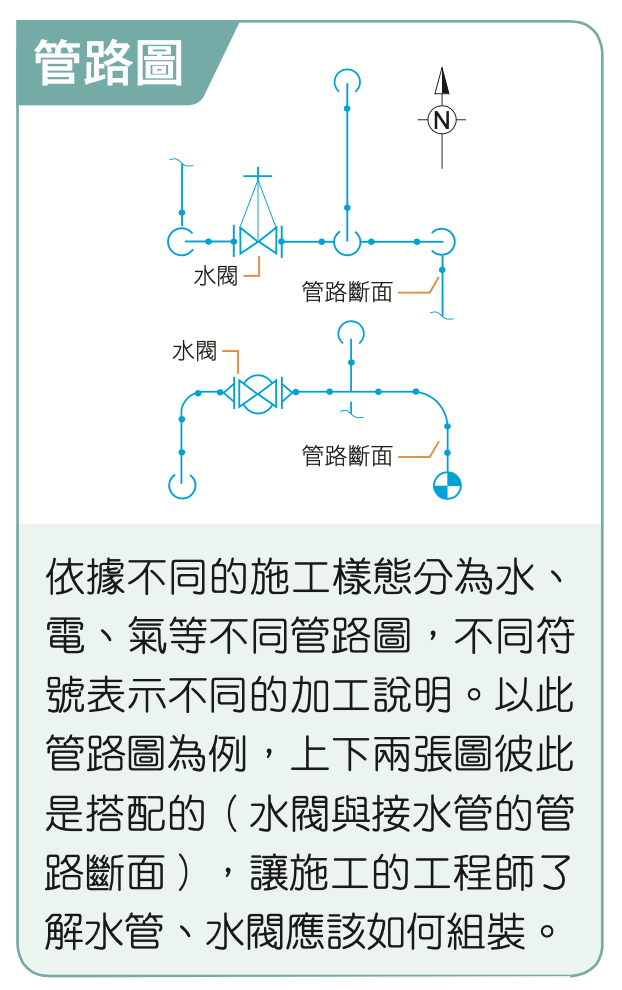 管路圖
N
水閥
管路斷面
水閥
管路斷面
依據不同的施工樣態分為水、
電、氣等不同管路圖，不同符
號表示不同的加工說明。以此
管路圖為例，上下兩張圖彼此
是搭配的（水閥與接水管的管
路斷面），讓施工的工程師了
解水管、水閥應該如何組裝。